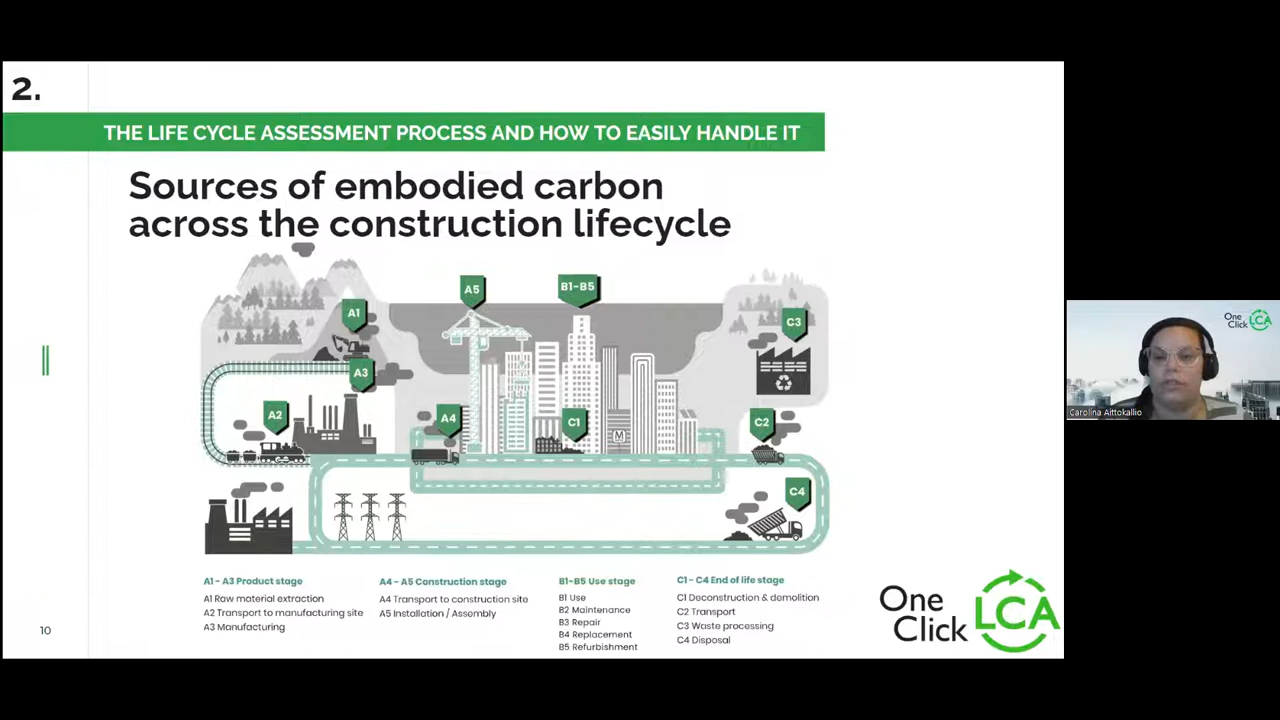 2.
THE LIFE CYCLE ASSESSMENT PROCESS AND HOW TO EASILY HANDLE IT
Sources of embodied carbon
across the construction lifecycle
A1
A5
B1-B5
C3
A3
A2
A4
C1
C2
M
C4
A1 - A3 Product stage
A1 Raw material extraction
A2 Transport to manufacturing site
A3 Manufacturing
A4 - A5 Construction stage
A4 Transport to construction site
A5 Installation / Assembly
B1-B5 Use stage
B1 Use
B2 Maintenance
B3 Repair
B4 Replacement
B5 Refurbishment
C1 - C4 End of life stage
C1 Deconstruction & demolition
C2 Transport
C3 Waste processing
C4 Disposal
10
One
Click LCA
One
Click LCA
Carolina Aittokallio